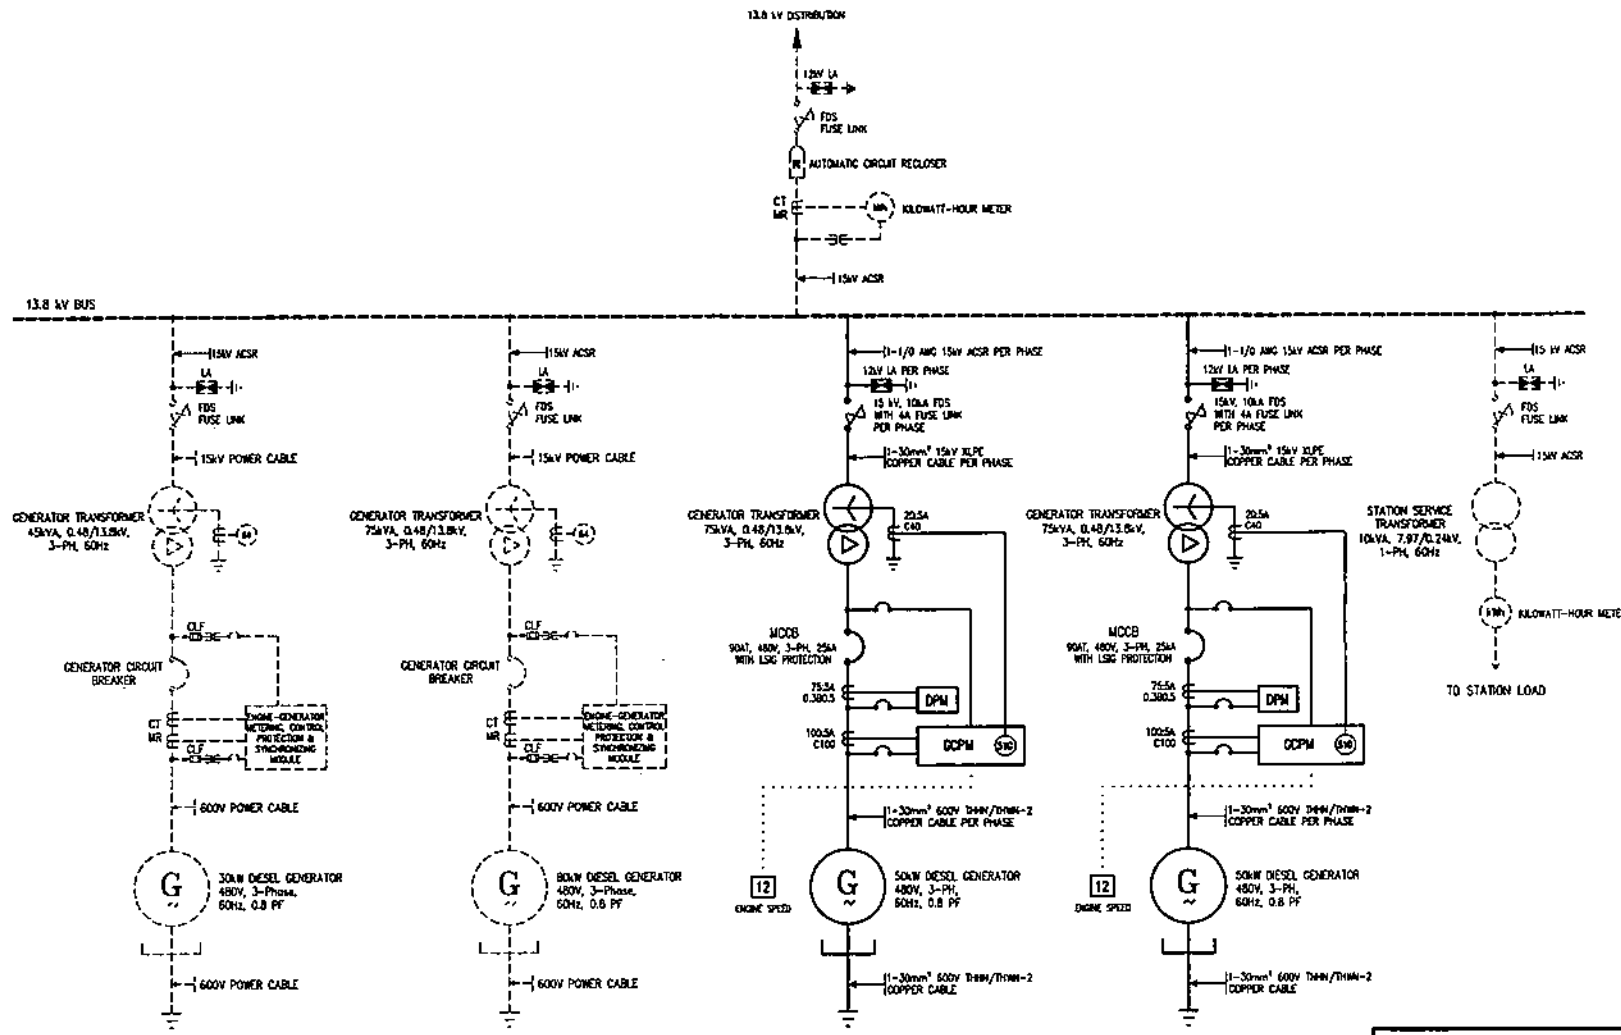 13.8 kV DISTRIBUTION
12kV LA
FDS
FUSE LINK
R
AUTOMATIC CIRCUIT RECLOSER
CT
MR
KILOWATT-HOUR METER
15kV ACSR
13.8 kV BUS
15kV ACSR
LA
FDS
FUSE LINK
15kV POWER CABLE
GENERATOR TRANSFORMER
45kVA, 0.48/13.8kV,
3-PH, 60Hz
64
CLF
GENERATOR CIRCUIT
BREAKER
CT
MR
CLF
ENGINE-GENERATOR
METERING, CONTROL
PROTECTION &
SYNCHRONIZING
MODULE
600V POWER CABLE
G
~
30kW DIESEL GENERATOR
480V, 3-Phase,
60Hz, 0.8 PF
600V POWER CABLE
15kV ACSR
LA
FDS
FUSE LINK
15kV POWER CABLE
GENERATOR TRANSFORMER
75kVA, 0.48/13.8kV,
3-PH, 60Hz
64
CLF
GENERATOR CIRCUIT
BREAKER
CT
MR
CLF
ENGINE-GENERATOR
METERING, CONTROL
PROTECTION &
SYNCHRONIZING
MODULE
600V POWER CABLE
G
~
60kW DIESEL GENERATOR
480V, 3-Phase,
60Hz, 0.8 PF
600V POWER CABLE
1-1/0 AWG 15kV ACSR PER PHASE
12kV LA PER PHASE
15 kV, 10kA FDS
WITH 4A FUSE LINK
PER PHASE
1-30mm² 15kV XLPE
COPPER CABLE PER PHASE
GENERATOR TRANSFORMER
75kVA, 0.48/13.8kV,
3-PH, 60Hz
20:5A
C40
MCCB
90AT, 480V, 3-PH, 25kA
WITH LSIG PROTECTION
75:5A
0.3B0.5
DPM
100:5A
C100
GCPM
51G
1-30mm² 600V THHN/THWN-2
COPPER CABLE PER PHASE
12
ENGINE SPEED
G
~
50kW DIESEL GENERATOR
480V, 3-PH,
60Hz, 0.8 PF
1-30mm² 600V THHN/THWN-2
COPPER CABLE
1-1/0 AWG 15kV ACSR PER PHASE
12kV LA PER PHASE
15kV, 10kA FDS
WITH 4A FUSE LINK
PER PHASE
1-30mm² 15kV XLPE
COPPER CABLE PER PHASE
GENERATOR TRANSFORMER
75kVA, 0.48/13.8kV,
3-PH, 60Hz
20:5A
C40
MCCB
90AT, 480V, 3-PH, 25kA
WITH LSIG PROTECTION
75:5A
0.3B0.5
DPM
100:5A
C100
GCPM
51G
1-30mm² 600V THHN/THWN-2
COPPER CABLE PER PHASE
12
ENGINE SPEED
G
~
50kW DIESEL GENERATOR
480V, 3-PH,
60Hz, 0.8 PF
1-30mm² 600V THHN/THWN-2
COPPER CABLE
15 kV ACSR
LA
FDS
FUSE LINK
15kV ACSR
STATION SERVICE
TRANSFORMER
10kVA, 7.97/0.24kV,
1-PH, 60Hz
kWh
KILOWATT-HOUR METE
TO STATION LOAD